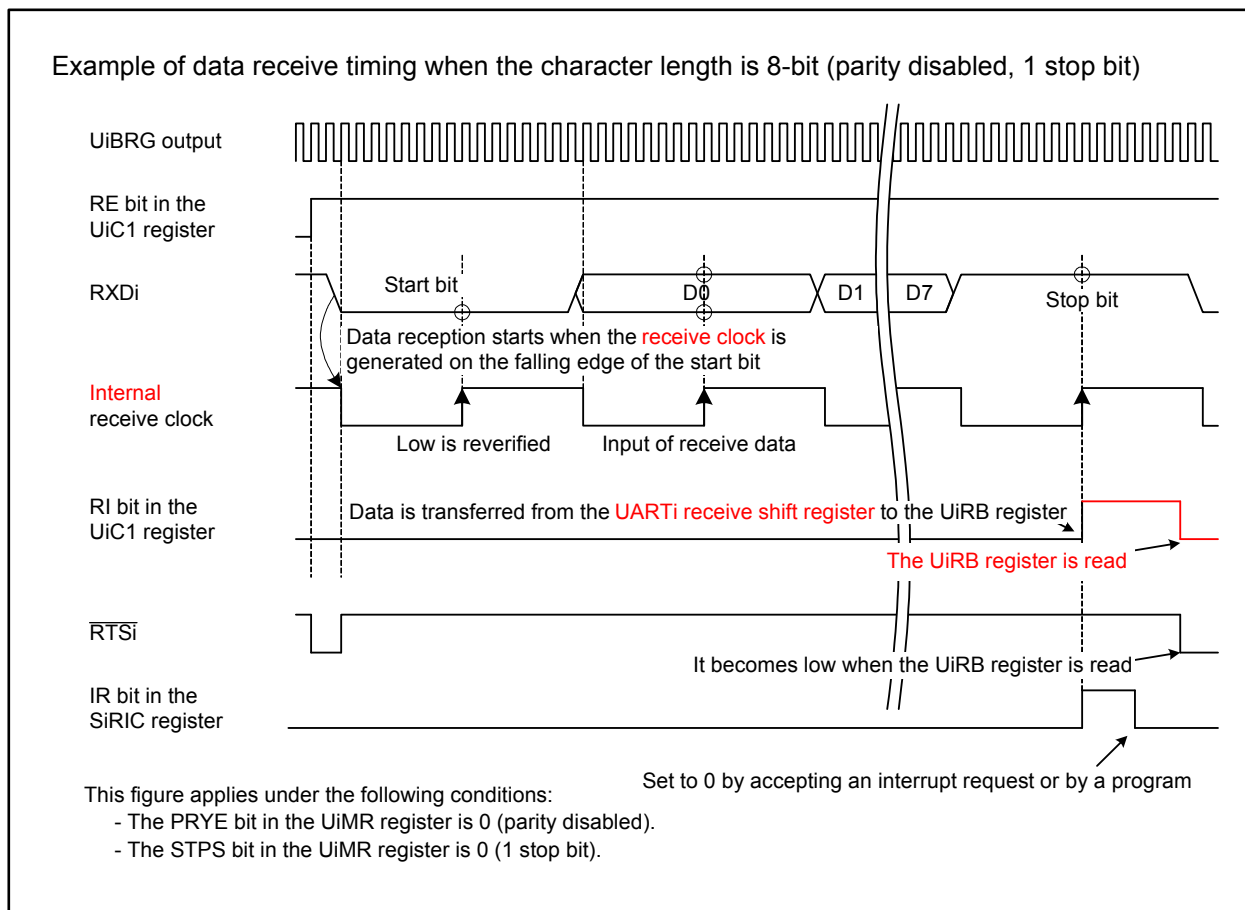 Example of data receive timing when the character length is 8-bit (parity disabled, 1 stop bit)
UiBRG output
RE bit in the
UiC1 register
RXDi
Start bit
D0
D1
D7
Stop bit
Data reception starts when the receive clock is
generated on the falling edge of the start bit
Internal
receive clock
Low is reverified
Input of receive data
RI bit in the
UiC1 register
Data is transferred from the UARTi receive shift register to the UiRB register
The UiRB register is read
RTSi
It becomes low when the UiRB register is read
IR bit in the
SiRIC register
Set to 0 by accepting an interrupt request or by a program
This figure applies under the following conditions:
- The PRYE bit in the UiMR register is 0 (parity disabled).
- The STPS bit in the UiMR register is 0 (1 stop bit).